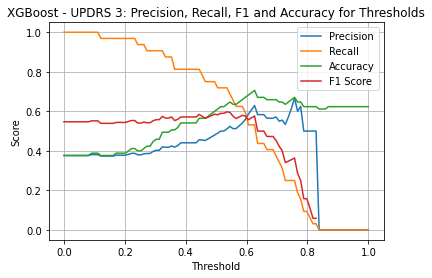 XGBoost - UPDRS 3: Precision, Recall, F1 and Accuracy for Thresholds
Precision
Recall
Accuracy
F1 Score
Score
1.0
0.8
0.6
0.4
0.2
0.0
0.0 0.2 0.4 0.6 0.8 1.0
Threshold